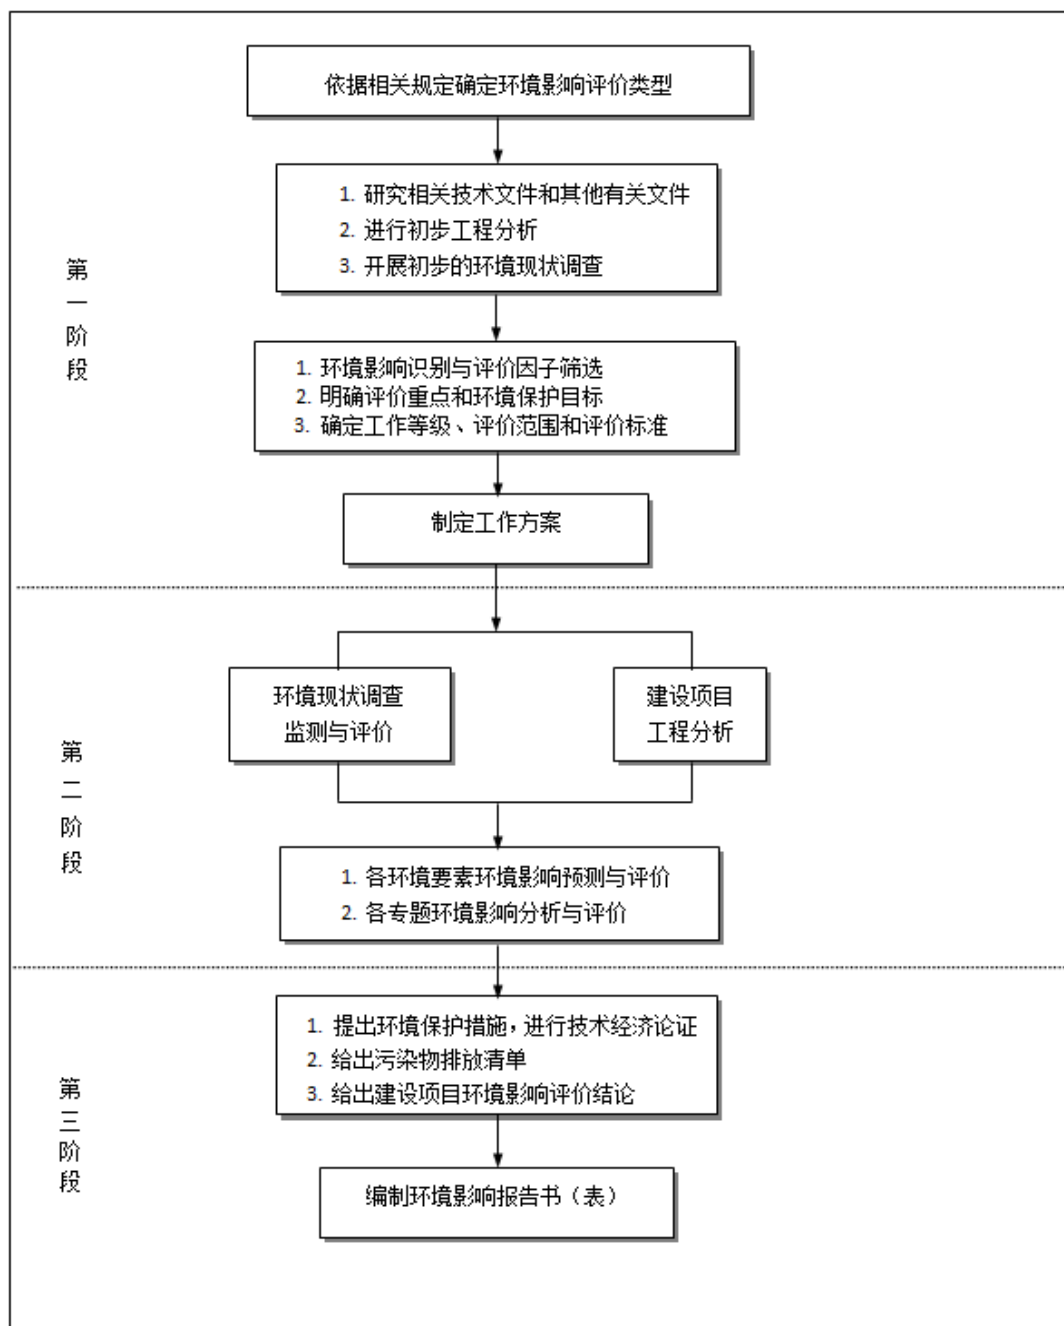 依据相关规定确定环境影响评价类型
1. 研究相关技术文件和其他有关文件
2. 进行初步工程分析
3. 开展初步的环境现状调查
第一阶段
1. 环境影响识别与评价因子筛选
2. 明确评价重点和环境保护目标
3. 确定工作等级、评价范围和评价标准
制定工作方案
环境现状调查
监测与评价
建设项目
工程分析
第二阶段
1. 各环境要素环境影响预测与评价
2. 各专题环境影响分析与评价
1. 提出环境保护措施，进行技术经济论证
2. 给出污染物排放清单
3. 给出建设项目环境影响评价结论
第三阶段
编制环境影响报告书（表）